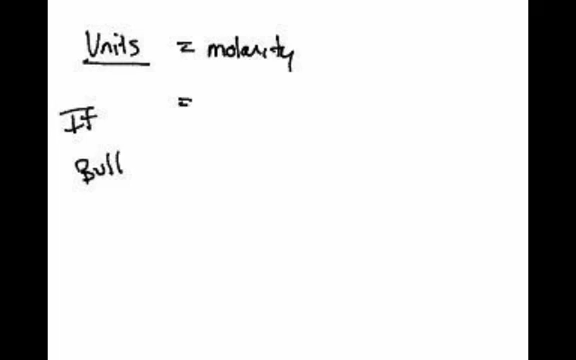 Units = molarity
=
If
Bull